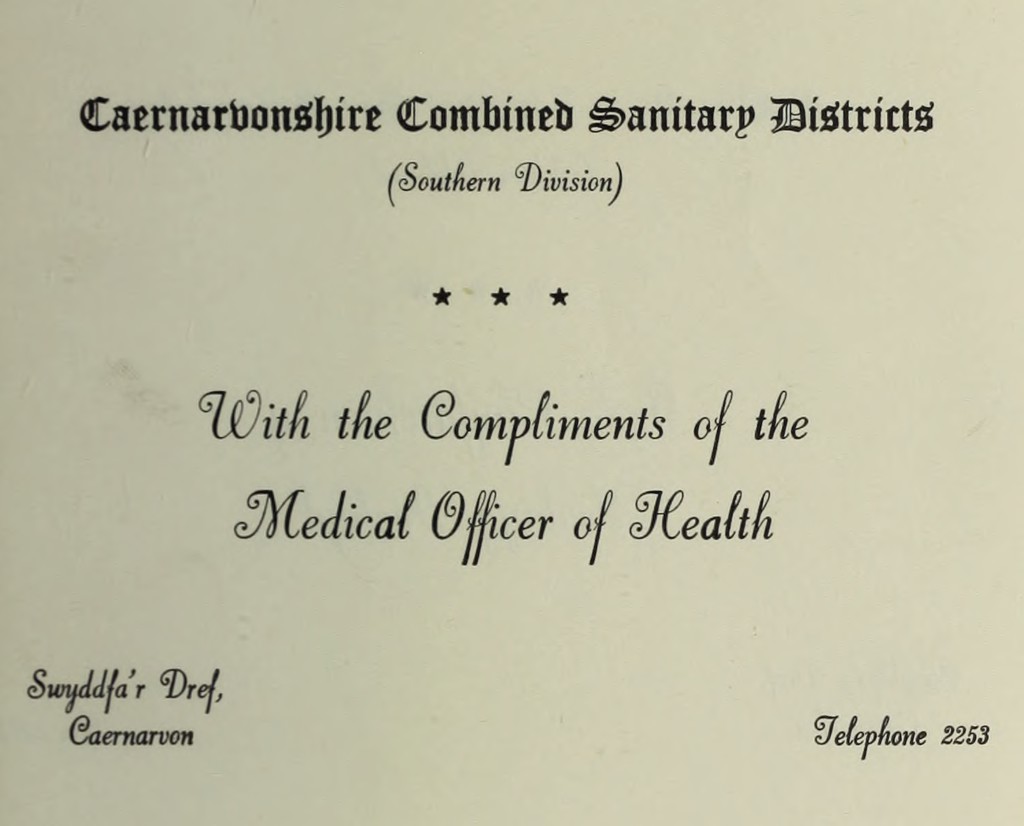 Caernarvonshire Combined Sanitary Districts
(Southern Division)
★ ★ ★
With the Compliments of the
Medical Officer of Health
Swyddfa'r Dref,
Caernarvon
Telephone 2253